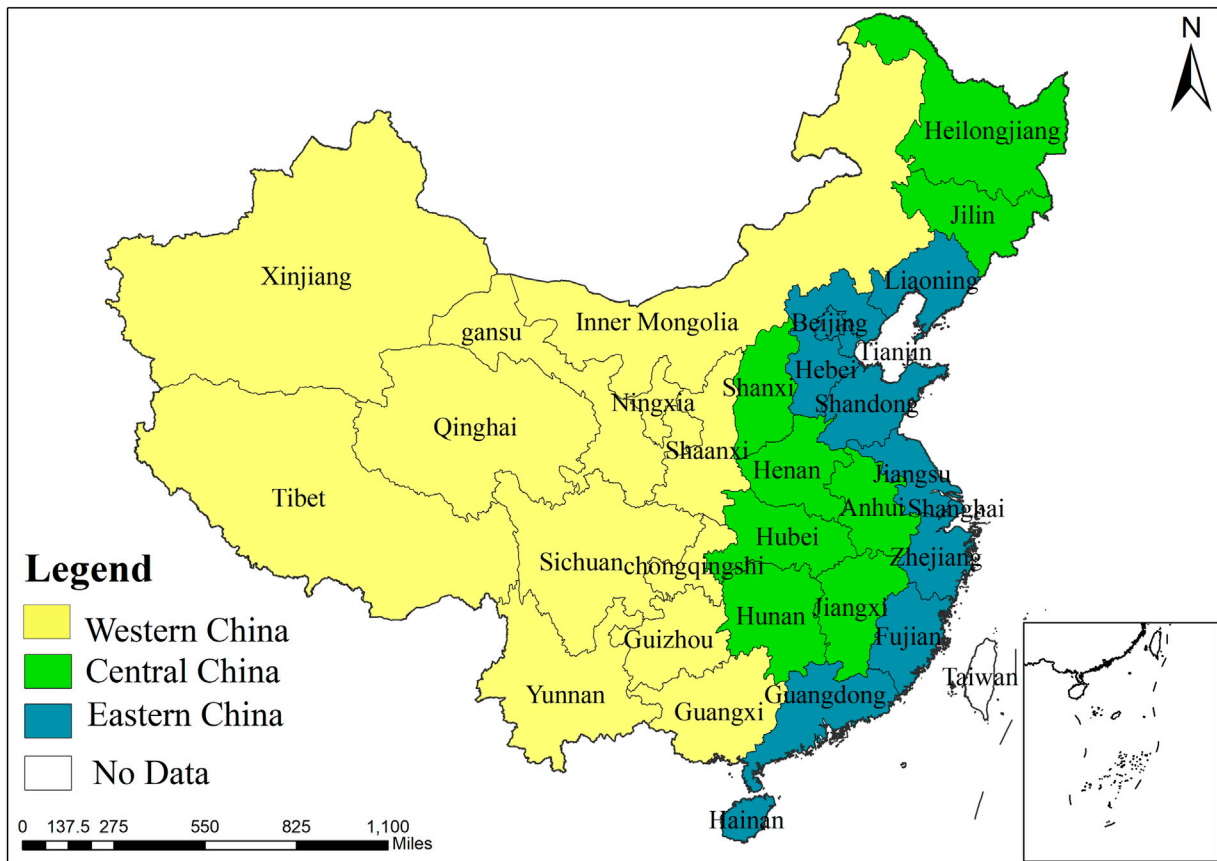 N
Heilongjiang
Jilin
Xinjiang
Liaoning
Inner Mongolia
gansu
Beijing
Tianjin
Hebei
Shanxi
Ningxia
Shandong
Qinghai
Shaanxi
Henan
Jiangsu
Tibet
Anhui
Shanghai
Hubei
Zhejiang
Sichuan
chongqingshi
Jiangxi
Hunan
Guizhou
Fujian
Taiwan
Yunnan
Guangdong
Guangxi
Hainan
Legend
Western China
Central China
Eastern China
No Data
0 137.5 275 550 825 1,100
Miles